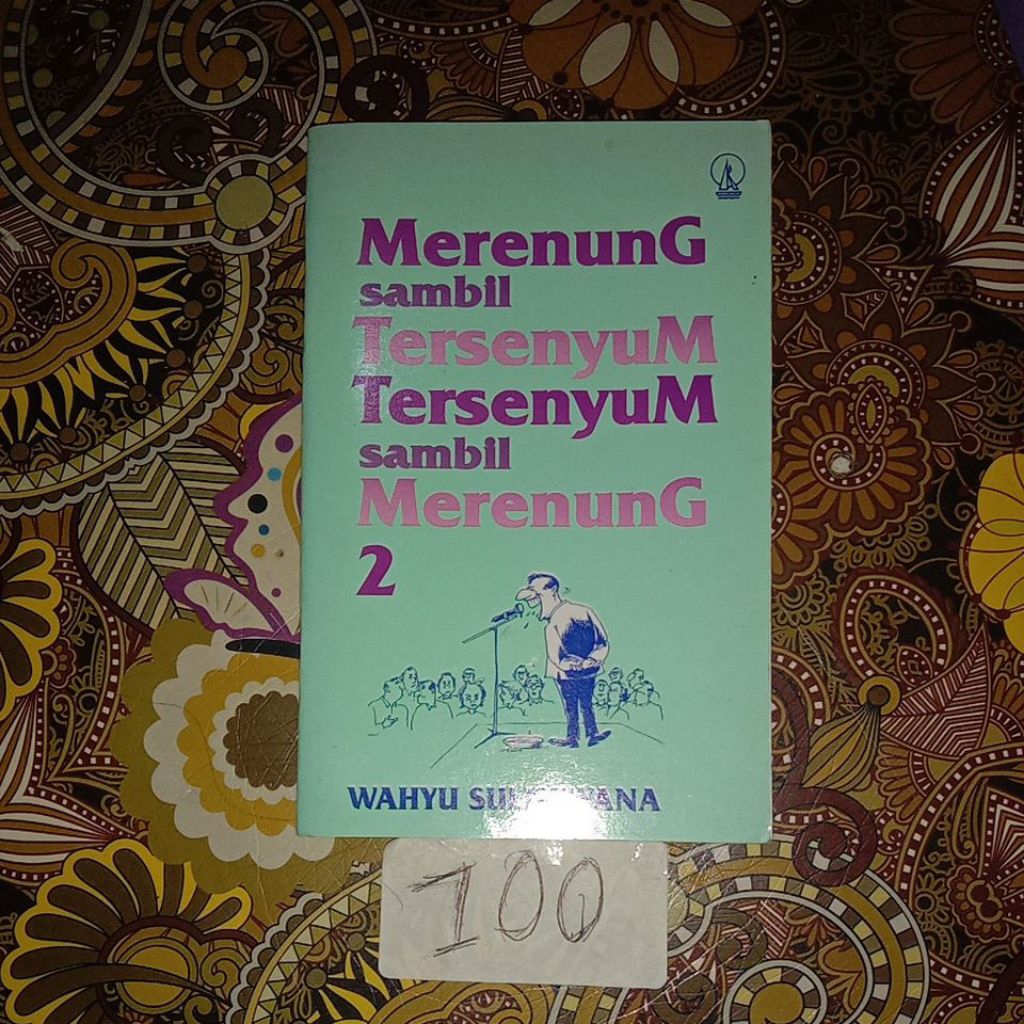 MerenunG
sambil
TersenyuM
TersenyuM
sambil
MerenunG
2
WAHYU
100